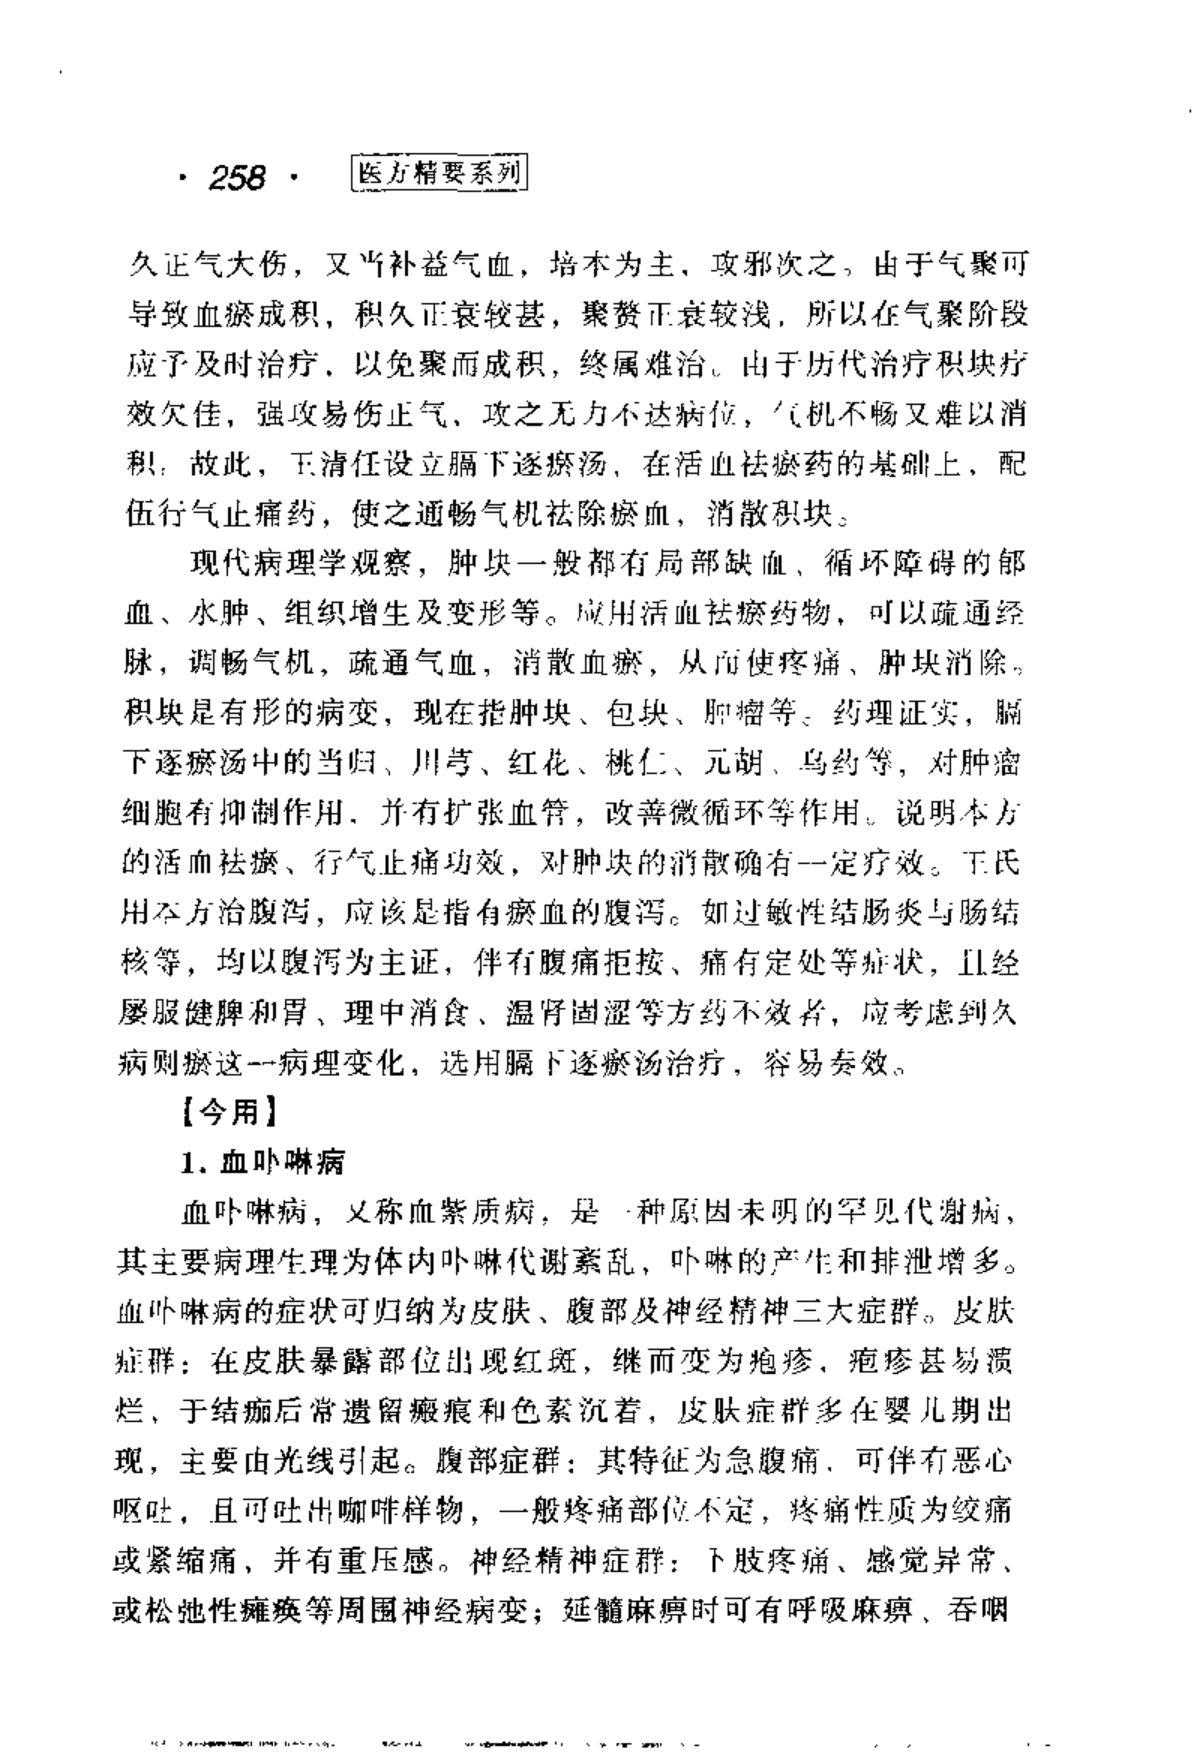 · 258 · 医方精要系列
久正气大伤，又当补益气血，培本为主，攻邪次之。由于气聚可
导致血瘀成积，积久正衰较甚，聚赘正衰较浅，所以在气聚阶段
应予及时治疗，以免聚而成积，终属难治。由于历代治疗积块疗
效欠佳，强攻易伤正气，攻之无力不达病位，气机不畅又难以消
积。故此，王清任设立膈下逐瘀汤，在活血祛瘀药的基础上，配
伍行气止痛药，使之通畅气机祛除瘀血，消散积块。
现代病理学观察，肿块一般都有局部缺血、循环障碍的郁
血、水肿、组织增生及变形等。应用活血祛瘀药物，可以疏通经
脉，调畅气机，疏通气血，消散血瘀，从而使疼痛、肿块消除。
积块是有形的病变，现在指肿块、包块、肿瘤等。药理证实，膈
下逐瘀汤中的当归、川芎、红花、桃仁、元胡、乌药等，对肿瘤
细胞有抑制作用，并有扩张血管，改善微循环等作用。说明本方
的活血祛瘀、行气止痛功效，对肿块的消散确有一定疗效。王氏
用本方治腹泻，应该是指有瘀血的腹泻。如过敏性结肠炎与肠结
核等，均以腹泻为主证，伴有腹痛拒按、痛有定处等症状，且经
屡服健脾和胃、理中消食、温肾固涩等方药不效者，应考虑到久
病则瘀这一病理变化，选用膈下逐瘀汤治疗，容易奏效。
【今用】
1. 血卟啉病
血卟啉病，又称血紫质病，是一种原因未明的罕见代谢病，
其主要病理生理为体内卟啉代谢紊乱，卟啉的产生和排泄增多。
血卟啉病的症状可归纳为皮肤、腹部及神经精神三大症群。皮肤
症群：在皮肤暴露部位出现红斑，继而变为疱疹，疱疹甚易溃
烂、于结痂后常遗留瘢痕和色素沉着，皮肤症群多在婴儿期出
现，主要由光线引起。腹部症群：其特征为急腹痛，可伴有恶心
呕吐，且可吐出咖啡样物，一般疼痛部位不定，疼痛性质为绞痛
或紧缩痛，并有重压感。神经精神症群：下肢疼痛、感觉异常、
或松弛性瘫痪等周围神经病变；延髓麻痹时可有呼吸麻痹、吞咽